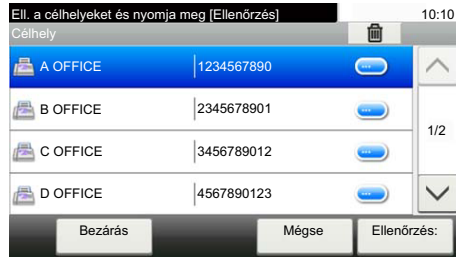 Ell. a célhelyeket és nyomja meg [Ellenőrzés] 10:10
Célhely
A OFFICE 1234567890
B OFFICE 2345678901
1/2
C OFFICE 3456789012
D OFFICE 4567890123
Bezárás Mégse Ellenőrzés: